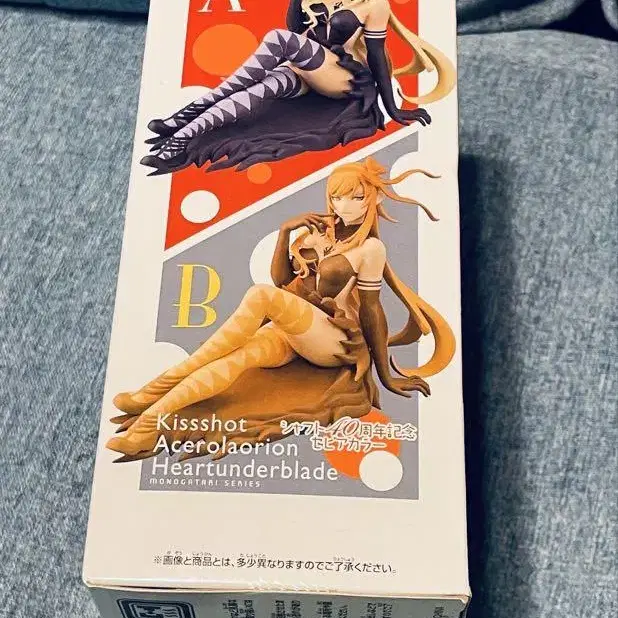 A
B
Kissshot
Acerolaorion
Heartunderblade
MONOGATARI SERIES
シャフト40周年記念
セピアカラー
※画像と商品とは、多少異なりますのでご了承ください。